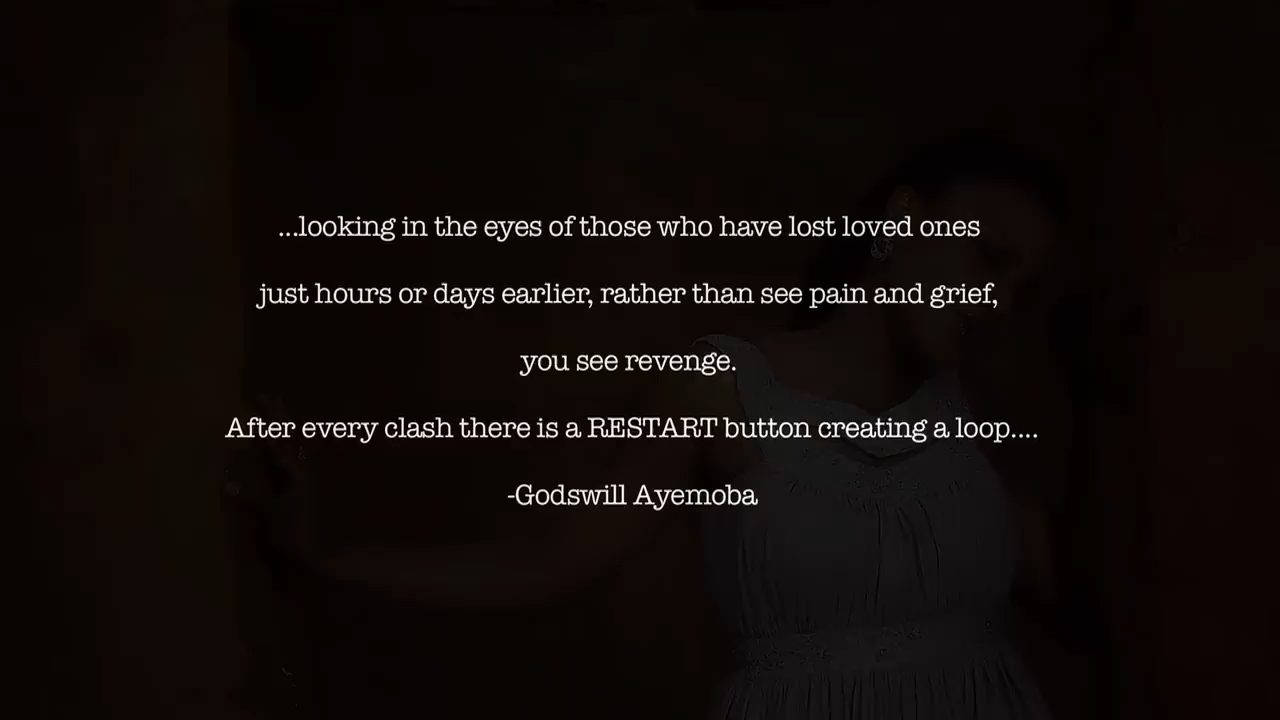 ...looking in the eyes of those who have lost loved ones
just hours or days earlier, rather than see pain and grief,
you see revenge.
After every clash there is a RESTART button creating a loop....
-Godswill Ayemoba